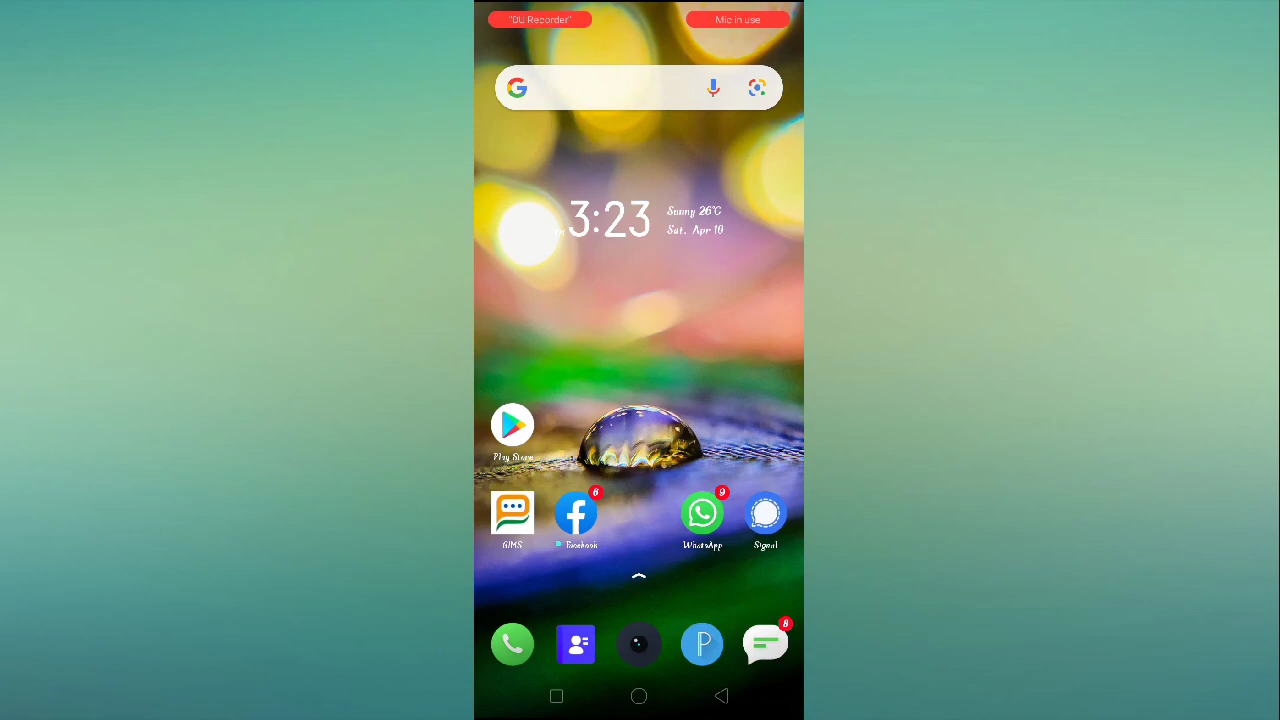 "DU Recorder"
Mic in use
3:23
Sunny 26°C
Sat, Apr 10
Play Store
6
9
GIMS
Facebook
WhatsApp
Signal
8